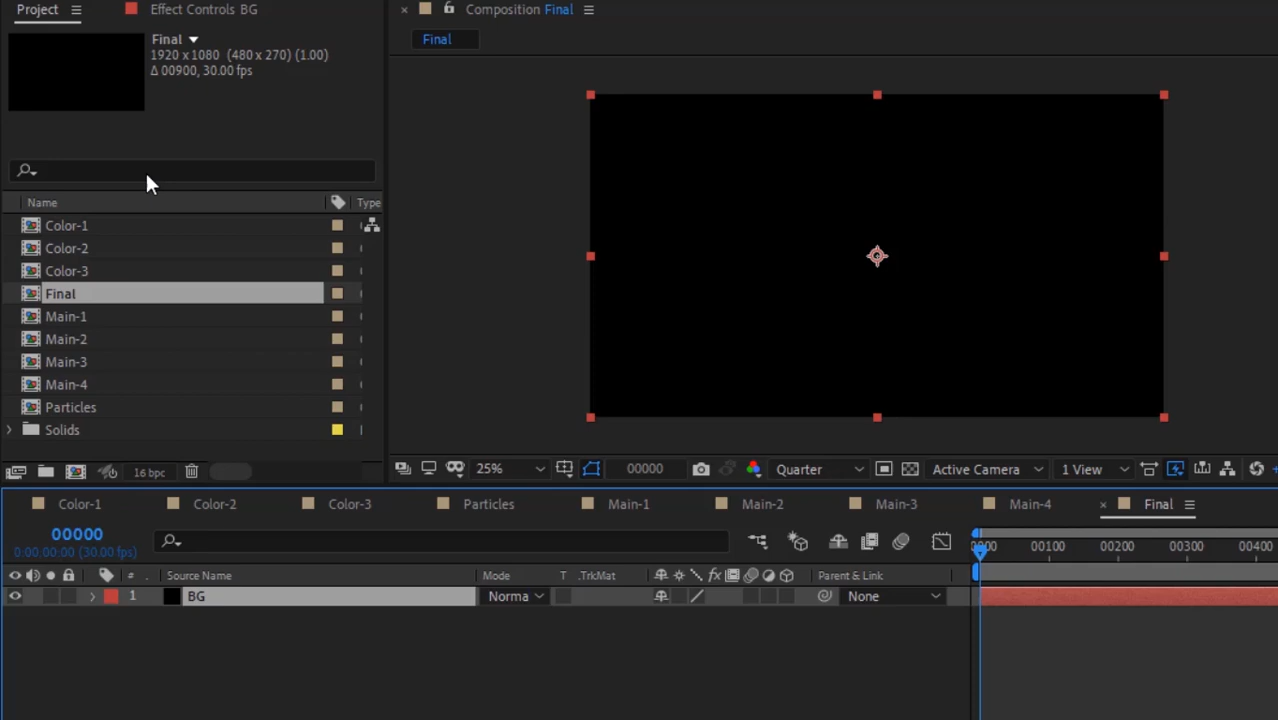 Project
Effect Controls BG
Composition Final
Final
Final
1920 x 1080 (480 x 270) (1.00)
Δ 00900, 30.00 fps
Name
Type
Color-1
Color-2
Color-3
Final
Main-1
Main-2
Main-3
Main-4
Particles
Solids
16 bpc
25%
00000
Quarter
Active Camera
1 View
Color-1
Color-2
Color-3
Particles
Main-1
Main-2
Main-3
Main-4
Final
00000
0:00:00:00 (30.00 fps)
00100
00200
00300
00400
#
Source Name
Mode
T
.TrkMat
fx
Parent & Link
1
BG
Norma
None